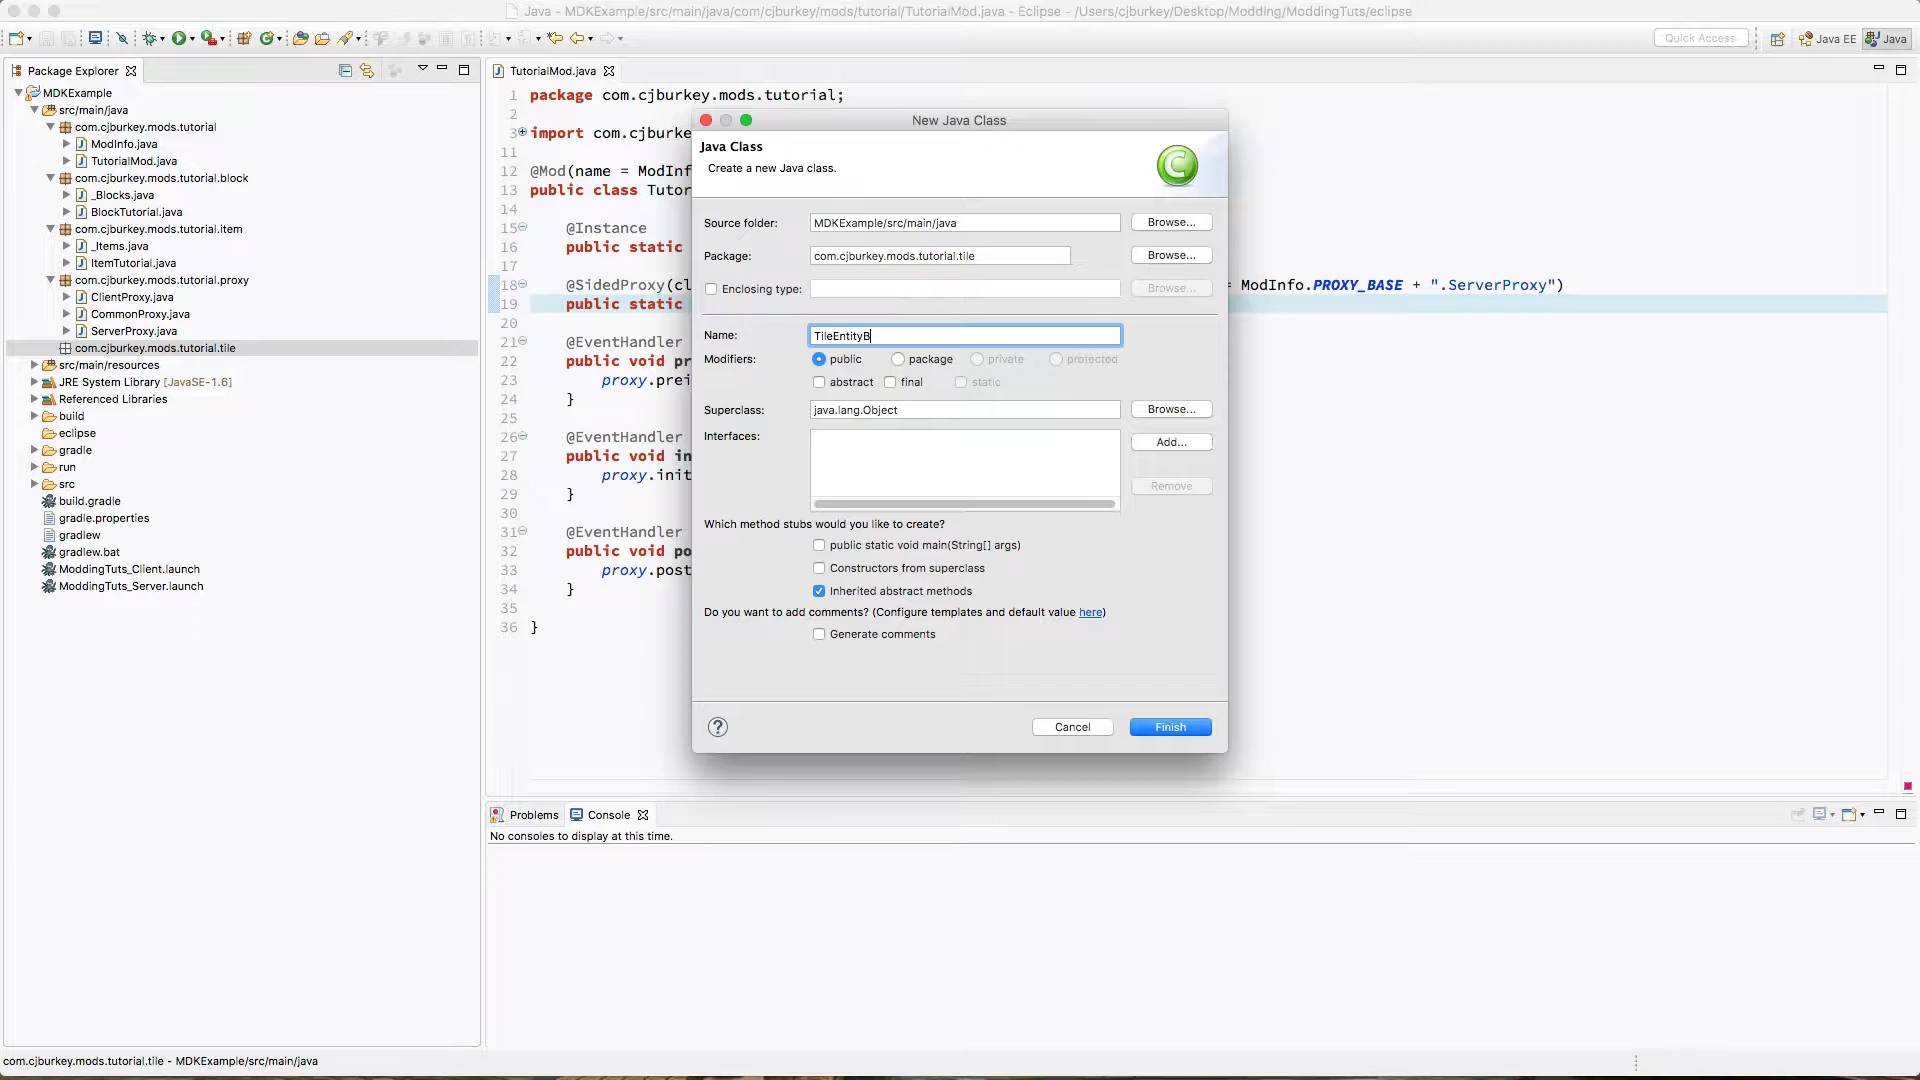 Java - MDKExample/src/main/java/com/cjburkey/mods/tutorial/TutorialMod.java - Eclipse - /Users/cjburkey/Desktop/Modding/ModdingTuts/eclipse
Quick Access
Java EE
Java
Package Explorer
MDKExample
src/main/java
com.cjburkey.mods.tutorial
ModInfo.java
TutorialMod.java
com.cjburkey.mods.tutorial.block
_Blocks.java
BlockTutorial.java
com.cjburkey.mods.tutorial.item
_Items.java
ItemTutorial.java
com.cjburkey.mods.tutorial.proxy
ClientProxy.java
CommonProxy.java
ServerProxy.java
com.cjburkey.mods.tutorial.tile
src/main/resources
JRE System Library [JavaSE-1.6]
Referenced Libraries
build
eclipse
gradle
run
src
build.gradle
gradle.properties
gradlew
gradlew.bat
ModdingTuts_Client.launch
ModdingTuts_Server.launch
TutorialMod.java
1 package com.cjburkey.mods.tutorial;
2
3 import com.cjburke
11
12 @Mod(name = ModInf
13 public class Tutor
14
15 @Instance
16 public static
17
18 @SidedProxy(cl = ModInfo.PROXY_BASE + ".ServerProxy")
19 public static
20
21 @EventHandler
22 public void pr
23 proxy.prei
24 }
25
26 @EventHandler
27 public void in
28 proxy.init
29 }
30
31 @EventHandler
32 public void po
33 proxy.post
34 }
35
36 }
New Java Class
Java Class
Create a new Java class.
C
Source folder: MDKExample/src/main/java Browse...
Package: com.cjburkey.mods.tutorial.tile Browse...
Enclosing type: Browse...
Name: TileEntityB
Modifiers: public package private protected
abstract final static
Superclass: java.lang.Object Browse...
Interfaces: Add...
Remove
Which method stubs would you like to create?
public static void main(String[] args)
Constructors from superclass
Inherited abstract methods
Do you want to add comments? (Configure templates and default value here)
Generate comments
? Cancel Finish
Problems Console
No consoles to display at this time.
com.cjburkey.mods.tutorial.tile - MDKExample/src/main/java